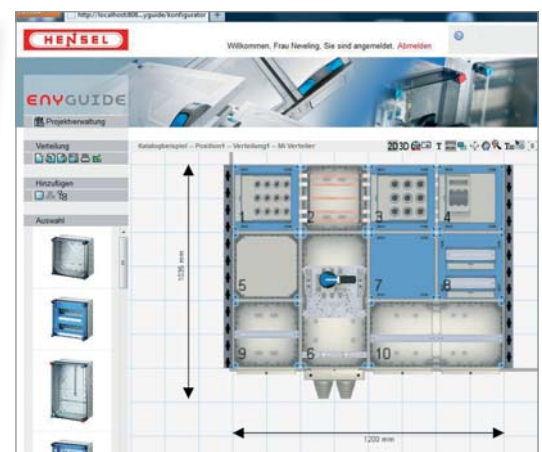 http://localhost:808...yguide/konfigurator
HENSEL
Willkommen, Frau Neveling, Sie sind angemeldet. Abmelden
ENYGUIDE
Projektverwaltung
Verteilung
Katalogbeispiel – Position1 – Verteilung1 – Mi Verteiler
2D 3D
T
Hinzufügen
Auswahl
1
2
3
4
1035 mm
5
7
8
9
6
10
1200 mm